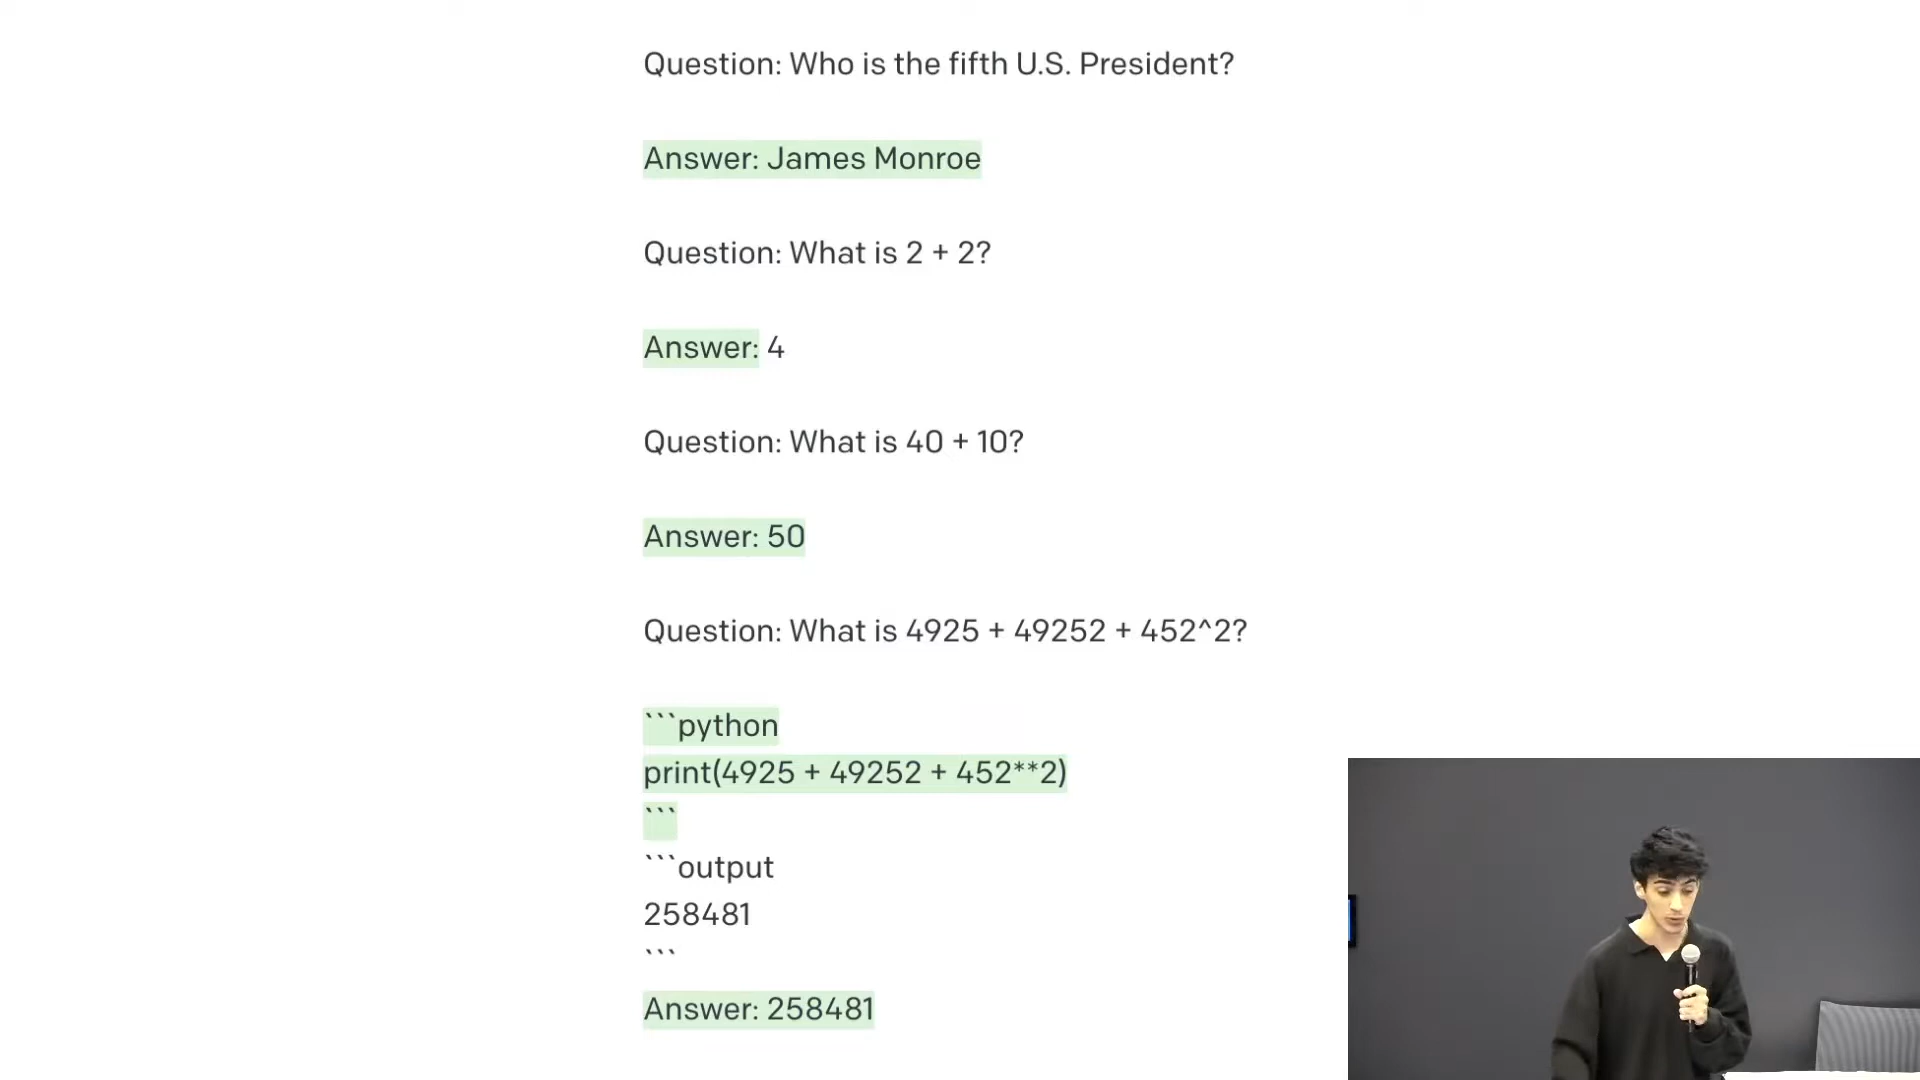 Question: Who is the fifth U.S. President?
Answer: James Monroe
Question: What is 2 + 2?
Answer: 4
Question: What is 40 + 10?
Answer: 50
Question: What is 4925 + 49252 + 452^2?
```python
print(4925 + 49252 + 452**2)
```
```output
258481
```
Answer: 258481